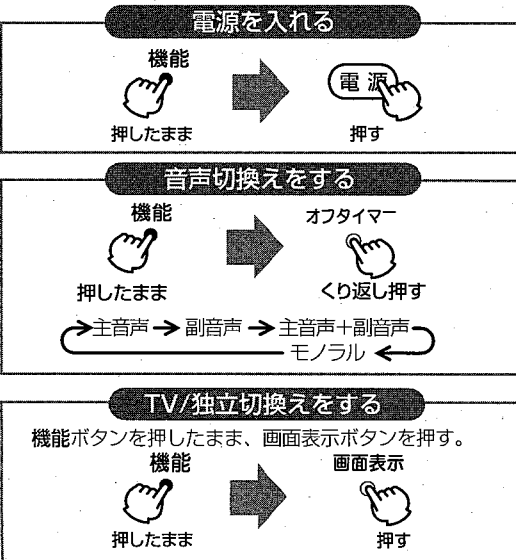 電源を入れる
機能
電源
押したまま
押す
音声切換えをする
機能
オフタイマー
押したまま
くり返し押す
主音声→副音声→主音声+副音声
モノラル
TV/独立切換えをする
機能ボタンを押したまま、画面表示ボタンを押す。
機能
画面表示
押したまま
押す